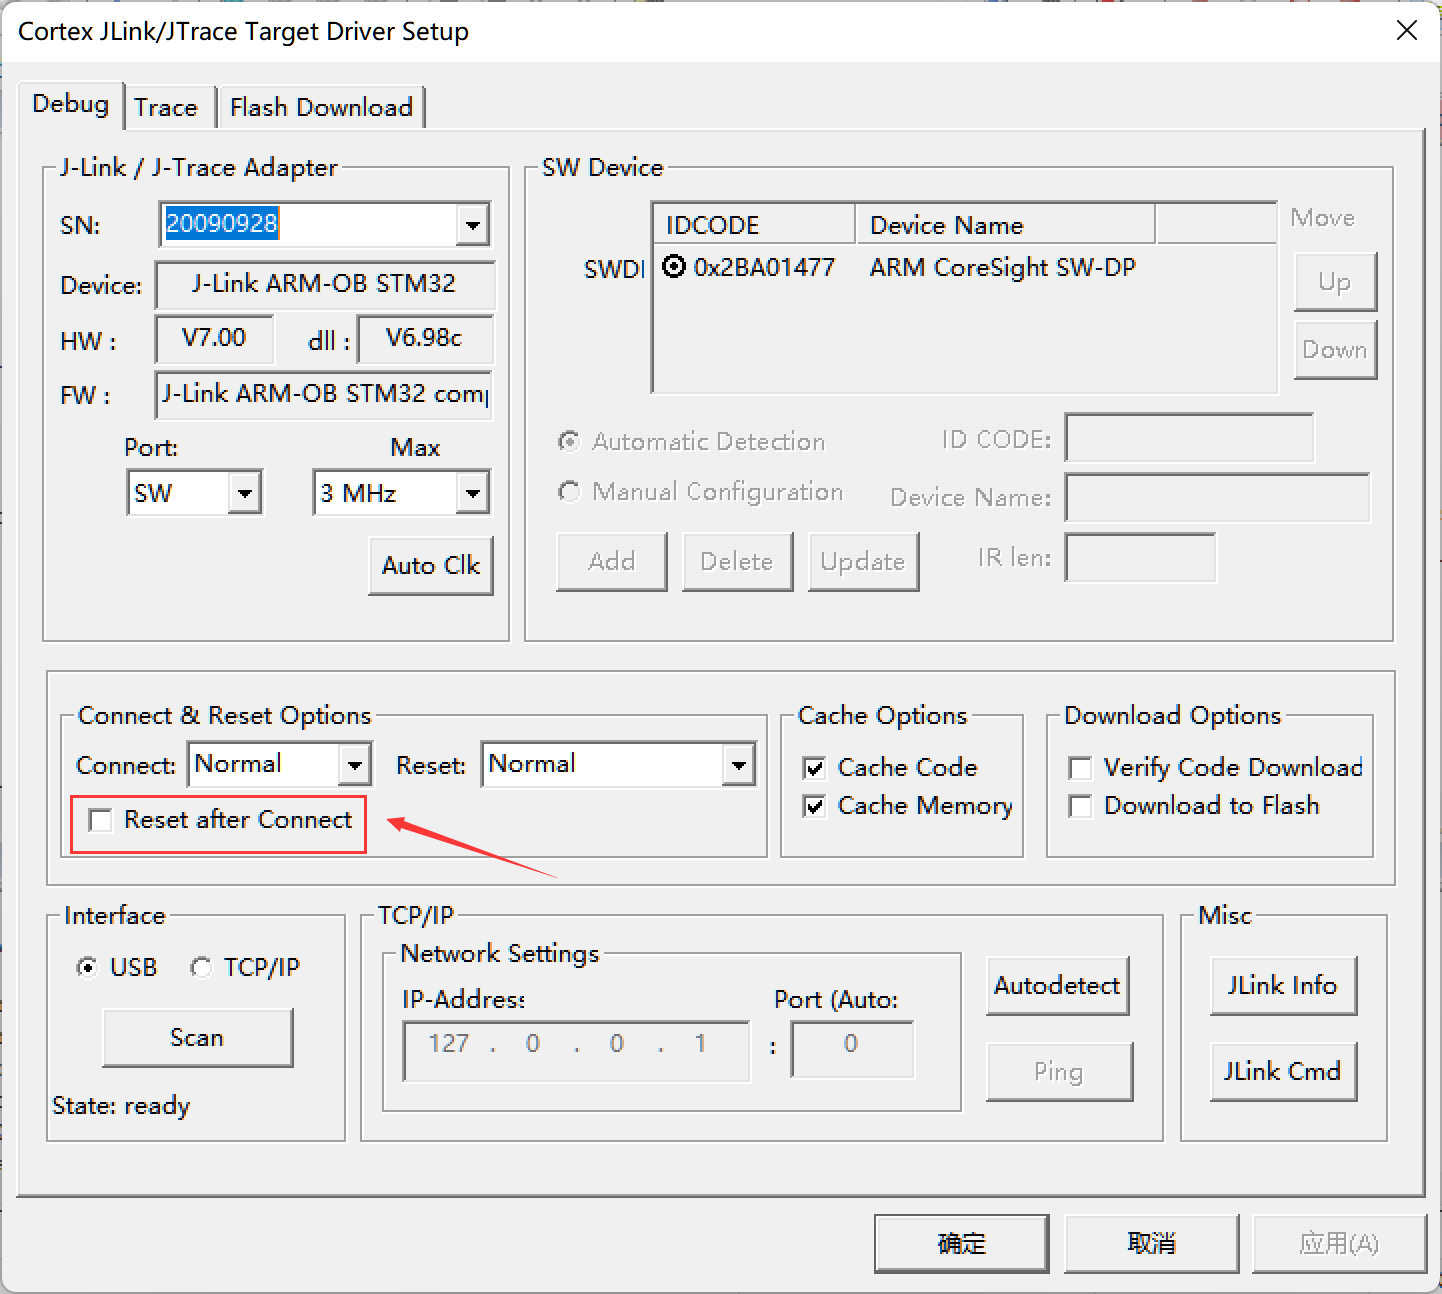 Cortex JLink/JTrace Target Driver Setup
Debug
Trace
Flash Download
J-Link / J-Trace Adapter
SN:
20090928
Device:
J-Link ARM-OB STM32
HW :
V7.00
dll :
V6.98c
FW :
J-Link ARM-OB STM32 comp
Port:
Max
SW
3 MHz
Auto Clk
SW Device
IDCODE
Device Name
Move
SWDI
0x2BA01477
ARM CoreSight SW-DP
Up
Down
Automatic Detection
ID CODE:
Manual Configuration
Device Name:
Add
Delete
Update
IR len:
Connect & Reset Options
Connect:
Normal
Reset:
Normal
Reset after Connect
Cache Options
Cache Code
Cache Memory
Download Options
Verify Code Download
Download to Flash
Interface
USB
TCP/IP
Scan
State: ready
TCP/IP
Network Settings
IP-Address
Port (Auto:
127 . 0 . 0 . 1
:
0
Autodetect
Ping
Misc
JLink Info
JLink Cmd
确定
取消
应用(A)